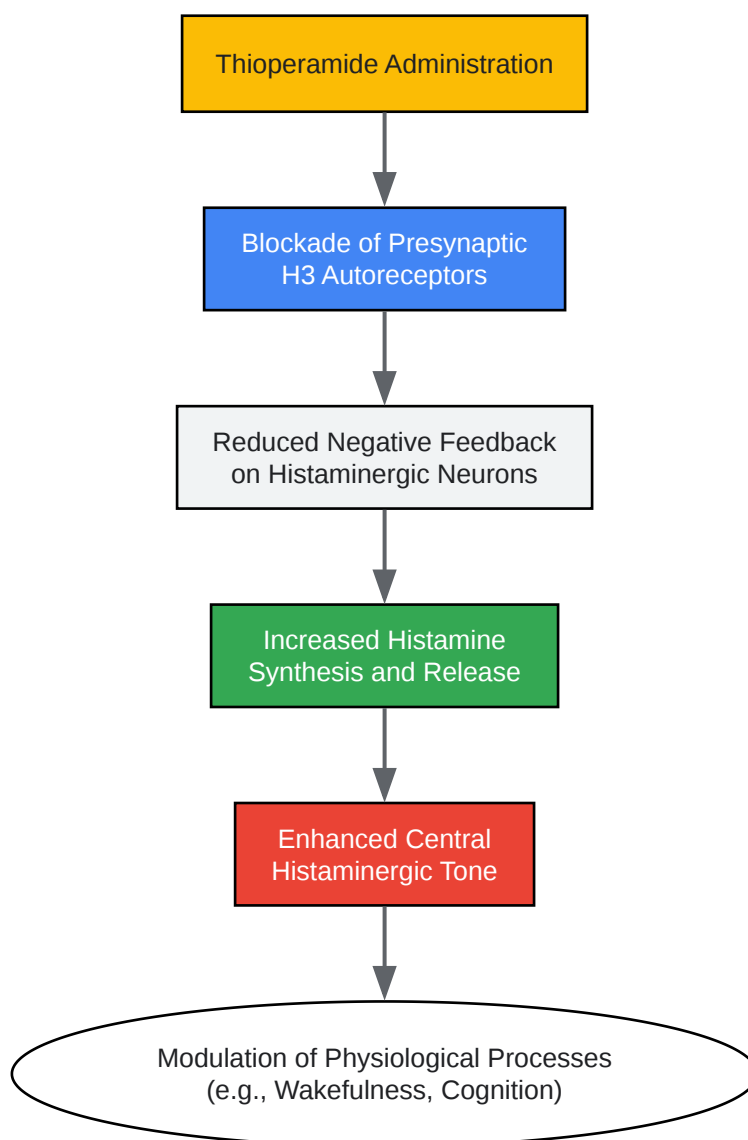 Thioperamide Administration
Blockade of Presynaptic
H3 Autoreceptors
Reduced Negative Feedback
on Histaminergic Neurons
Increased Histamine
Synthesis and Release
Enhanced Central
Histaminergic Tone
Modulation of Physiological Processes
(e.g., Wakefulness, Cognition)